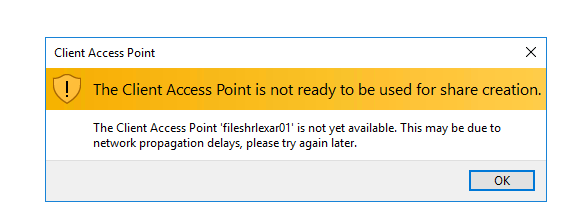 Client Access Point
The Client Access Point is not ready to be used for share creation.
The Client Access Point 'fileshrlexar01' is not yet available. This may be due to
network propagation delays, please try again later.
OK